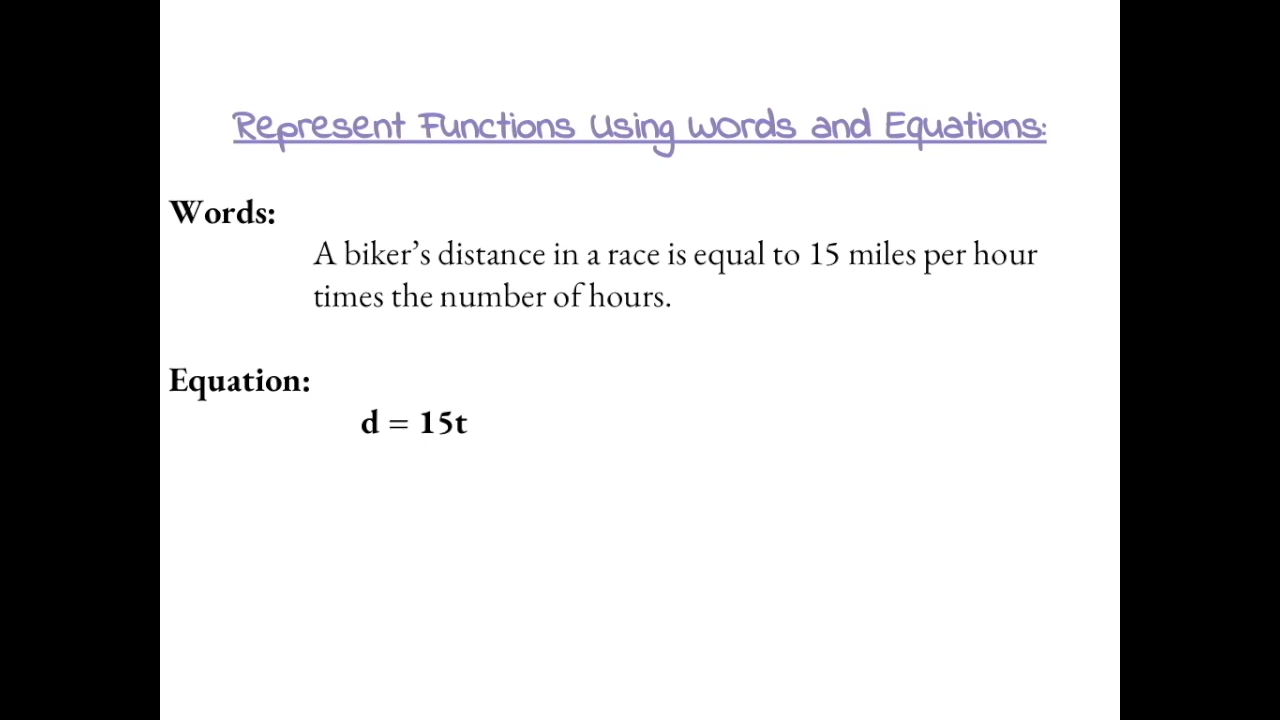 Represent Functions Using Words and Equations:
Words:
A biker’s distance in a race is equal to 15 miles per hour
times the number of hours.
Equation:
d = 15t